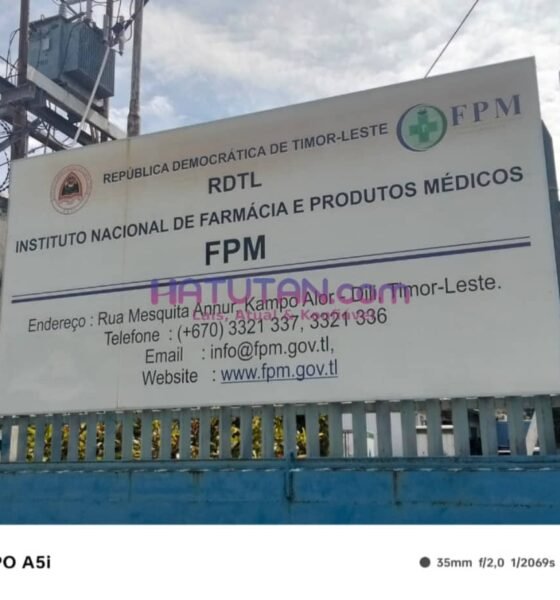 REPÚBLICA DEMOCRÁTICA DE TIMOR-LESTE
FPM
RDTL
INSTITUTO NACIONAL DE FARMÁCIA E PRODUTOS MÉDICOS
FPM
HATUTAN.com
Endereço : Rua Mesquita Annur, Kampo Alor - Dili, Timor-Leste.
Telefone : (+670) 3321 337, 3321 336
Email : info@fpm.gov.tl,
Website : www.fpm.gov.tl
PO A5i
35mm f/2,0 1/2069s